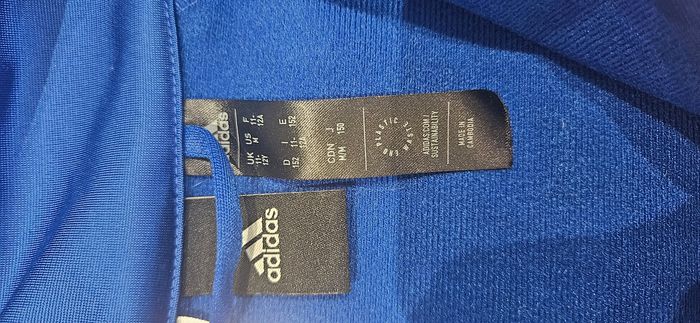 adidas
UK US F
11-12Y M 11-12A
D I E
152 11-12A 152
CDN J
M/M 150
END PLASTIC WASTE
ADIDAS.COM/
SUSTAINABILITY
MADE IN
CAMBODIA
adidas